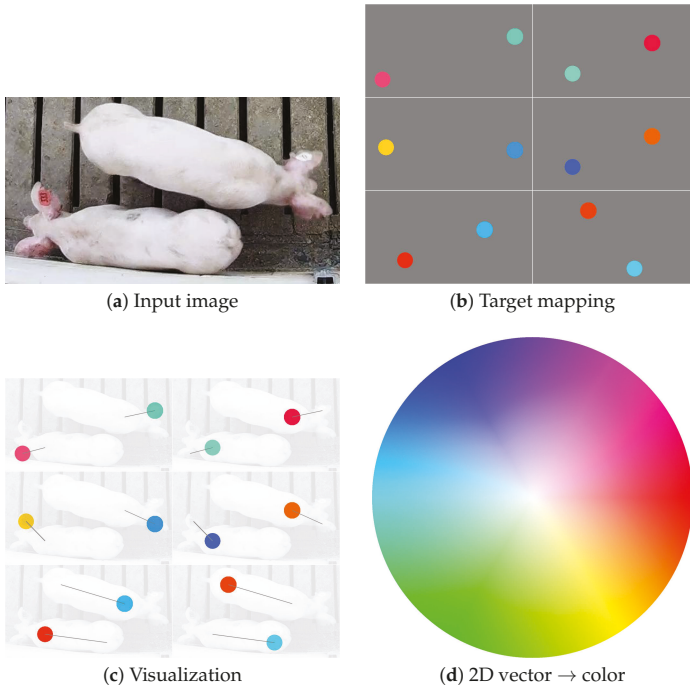 (a) Input image
(b) Target mapping
(c) Visualization
(d) 2D vector → color